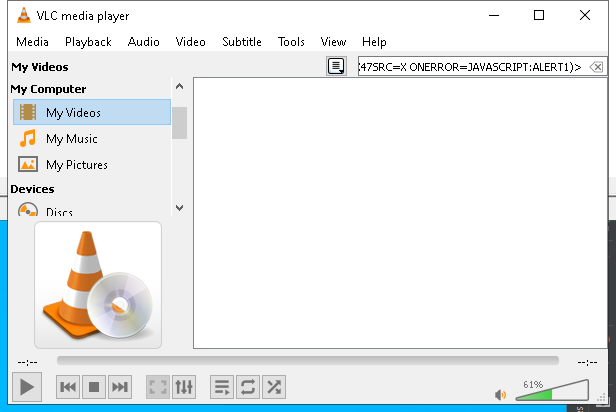 VLC media player
Media Playback Audio Video Subtitle Tools View Help
My Videos
47SRC=X ONERROR=JAVASCRIPT:ALERT1)>
My Computer
My Videos
My Music
My Pictures
Devices
Discs
--:-- --:--
61%